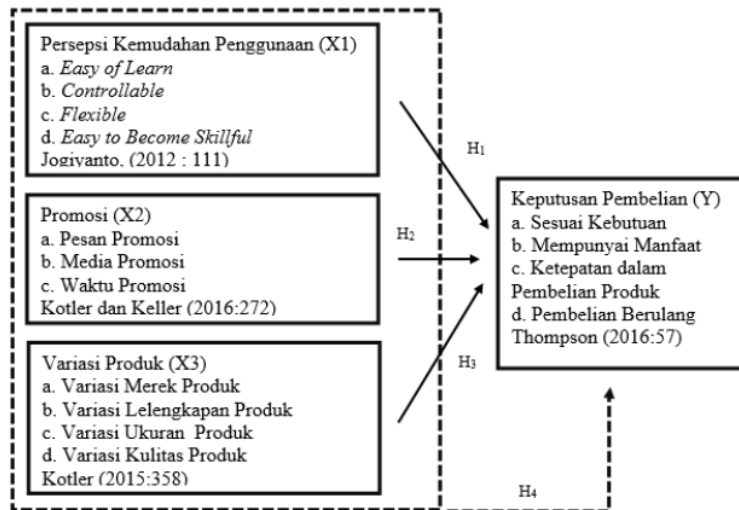 Persepsi Kemudahan Penggunaan (X1)
a. Easy of Learn
b. Controllable
c. Flexible
d. Easy to Become Skillful
Jogiyanto, (2012 : 111)
H1
Promosi (X2)
a. Pesan Promosi
b. Media Promosi
c. Waktu Promosi
Kotler dan Keller (2016:272)
H2
Variasi Produk (X3)
a. Variasi Merek Produk
b. Variasi Lelengkapan Produk
c. Variasi Ukuran Produk
d. Variasi Kulitas Produk
Kotler (2015:358)
H3
Keputusan Pembelian (Y)
a. Sesuai Kebutuan
b. Mempunyai Manfaat
c. Ketepatan dalam
Pembelian Produk
d. Pembelian Berulang
Thompson (2016:57)
H4